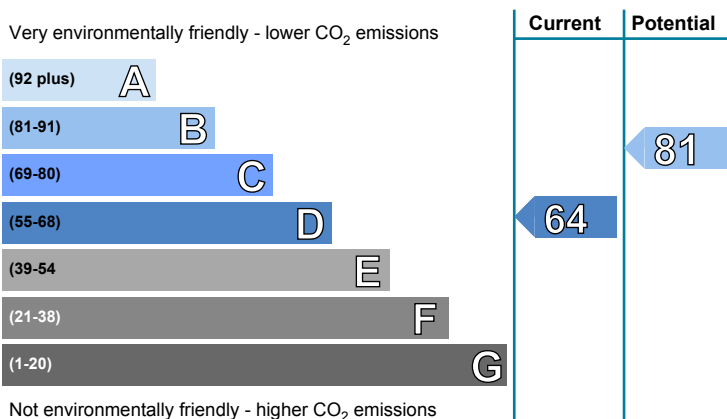 Very environmentally friendly - lower CO2 emissions
Current
Potential
(92 plus) A
(81-91) B
(69-80) C
(55-68) D
(39-54 E
(21-38) F
(1-20) G
81
64
Not environmentally friendly - higher CO2 emissions